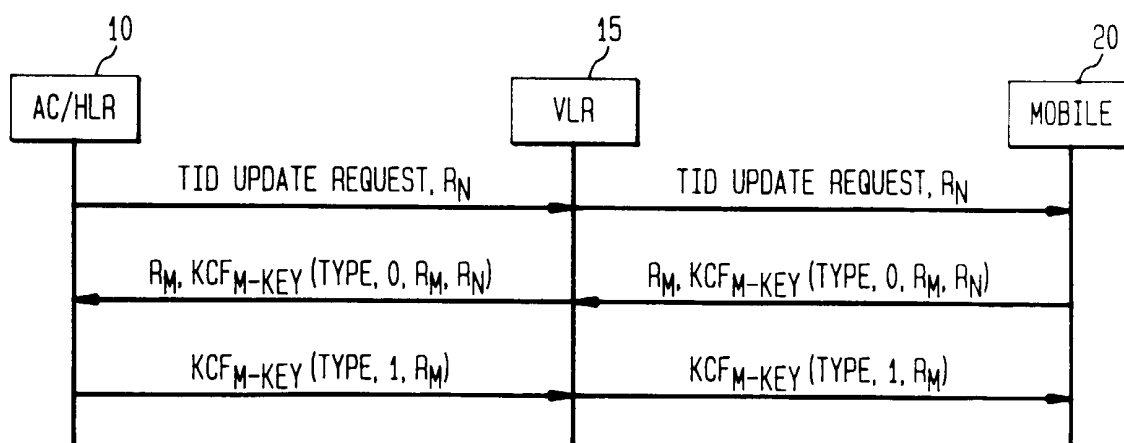 10
15
20
AC/HLR
VLR
MOBILE
TID UPDATE REQUEST, RN
TID UPDATE REQUEST, RN
RM, KCFM-KEY (TYPE, 0, RM, RN)
RM, KCFM-KEY (TYPE, 0, RM, RN)
KCFM-KEY (TYPE, 1, RM)
KCFM-KEY (TYPE, 1, RM)